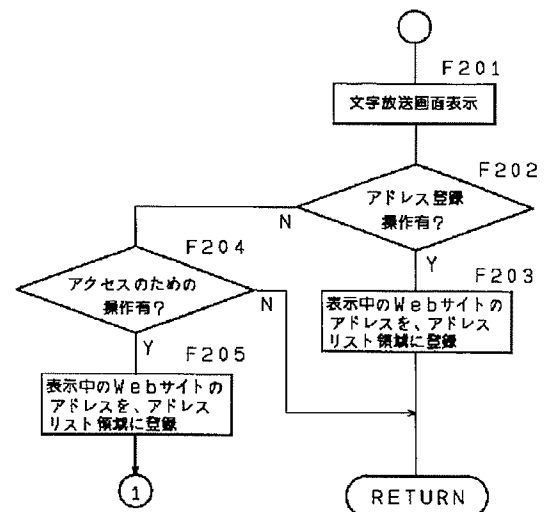 F201
文字放送画面表示
F202
アドレス登録
操作有?
N
Y
F203
表示中のWebサイトの
アドレスを、アドレス
リスト領域に登録
F204
アクセスのための
操作有?
N
Y
F205
表示中のWebサイトの
アドレスを、アドレス
リスト領域に登録
1
RETURN